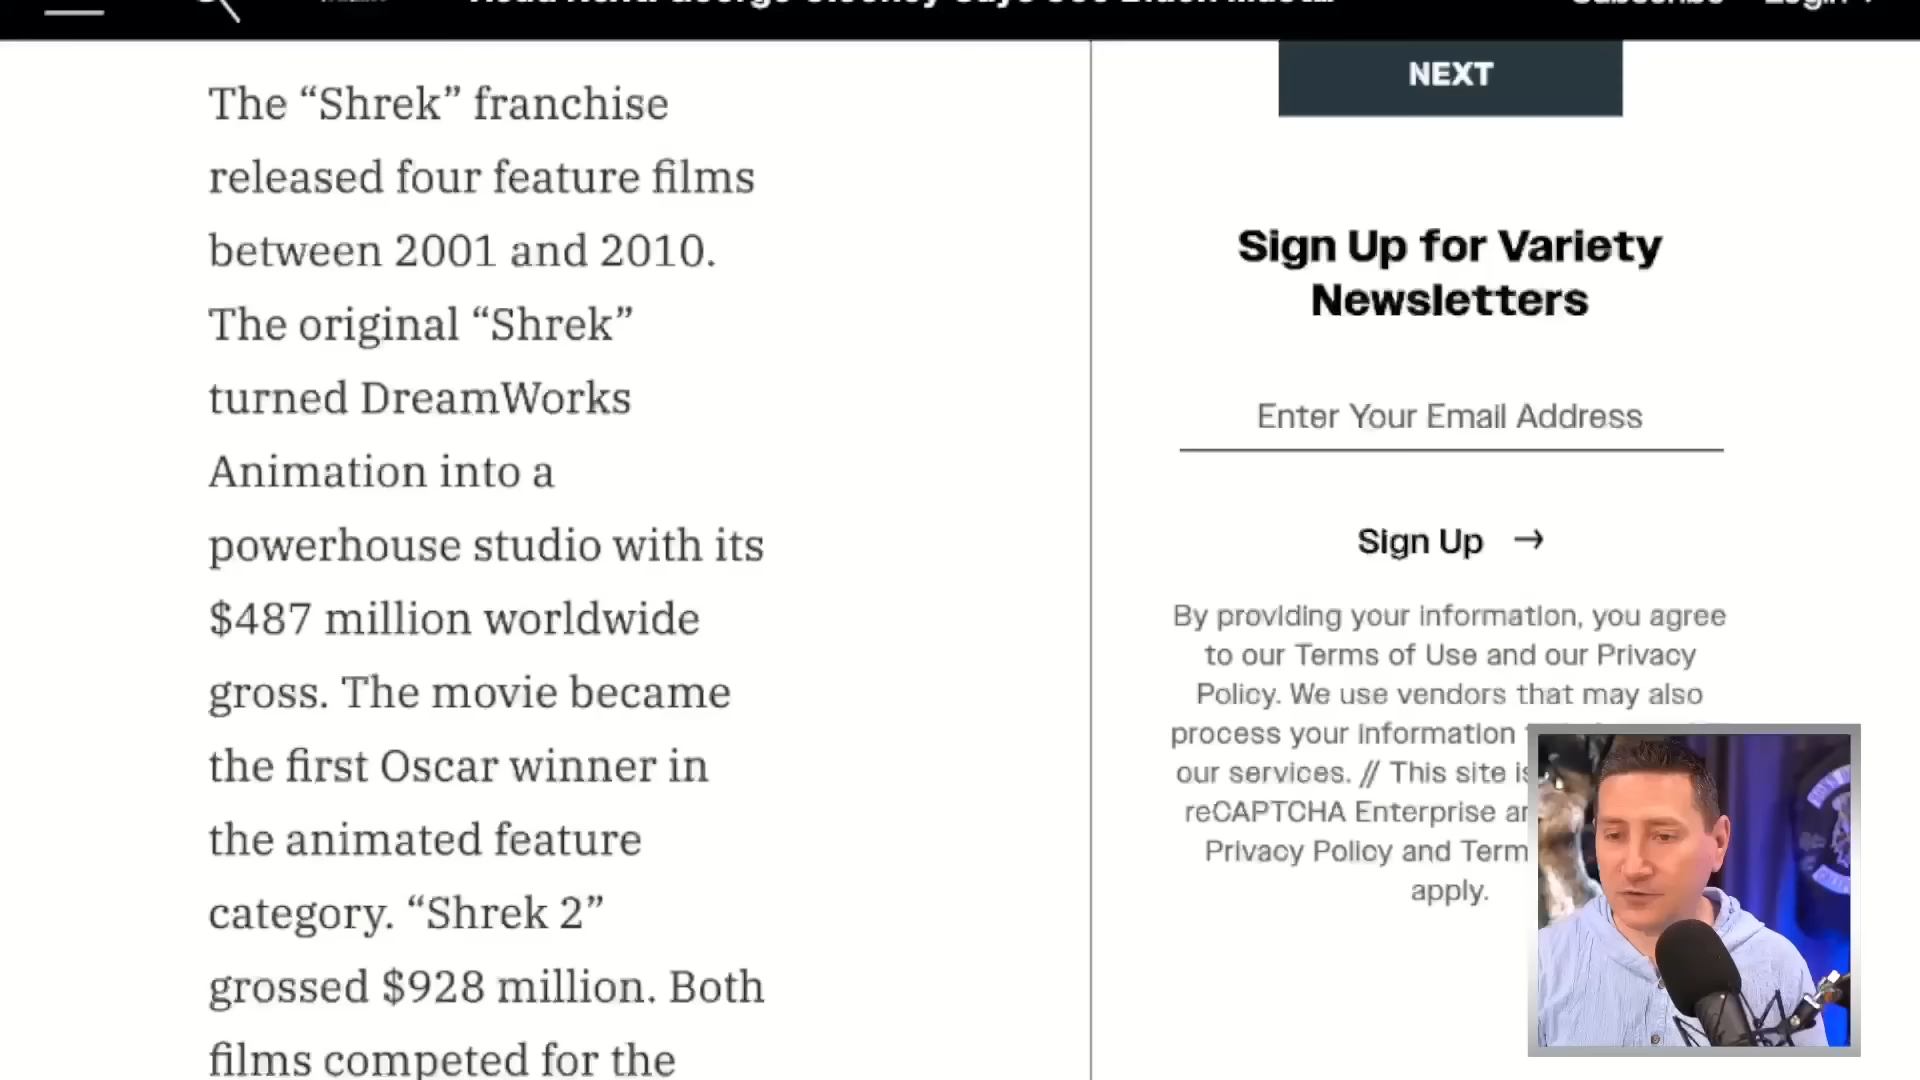 The “Shrek” franchise
released four feature films
between 2001 and 2010.
The original “Shrek”
turned DreamWorks
Animation into a
powerhouse studio with its
$487 million worldwide
gross. The movie became
the first Oscar winner in
the animated feature
category. “Shrek 2”
grossed $928 million. Both
films competed for the
NEXT
Sign Up for Variety
Newsletters
Enter Your Email Address
Sign Up →
By providing your information, you agree
to our Terms of Use and our Privacy
Policy. We use vendors that may also
process your information
our services. // This site is
reCAPTCHA Enterprise
Privacy Policy and
apply.